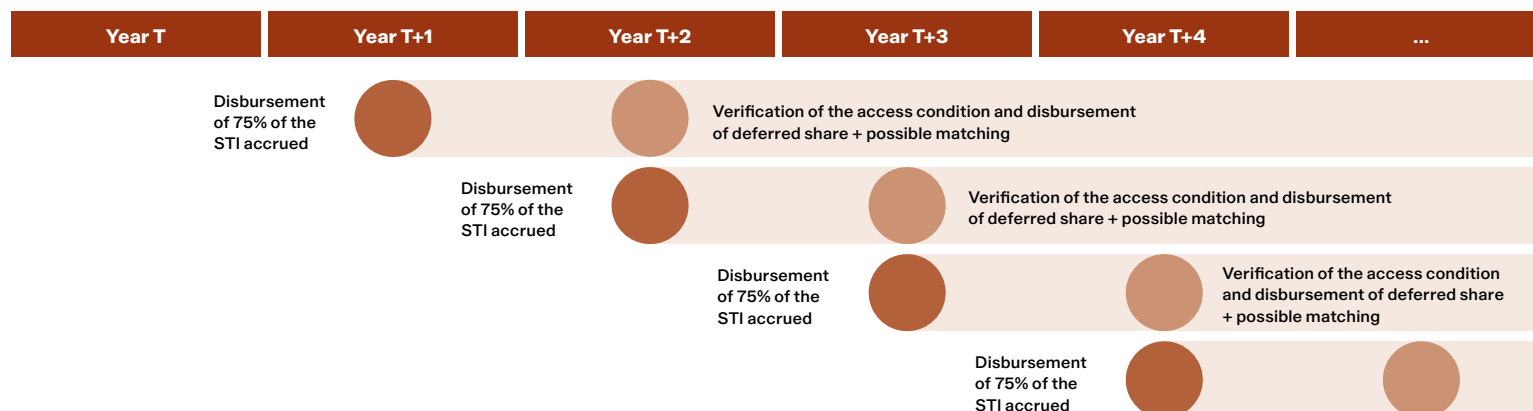 Year T
Year T+1
Year T+2
Year T+3
Year T+4
...
Disbursement
of 75% of the
STI accrued
Verification of the access condition and disbursement
of deferred share + possible matching
Disbursement
of 75% of the
STI accrued
Verification of the access condition and disbursement
of deferred share + possible matching
Disbursement
of 75% of the
STI accrued
Verification of the access condition
and disbursement of deferred share
+ possible matching
Disbursement
of 75% of the
STI accrued